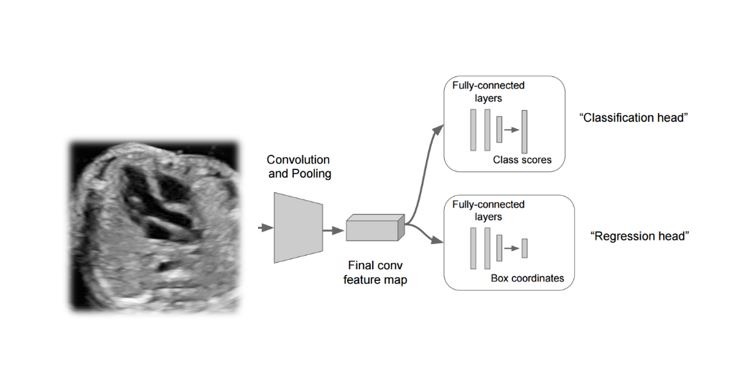 Convolution
and Pooling
Final conv
feature map
Fully-connected
layers
Class scores
“Classification head”
Fully-connected
layers
Box coordinates
“Regression head”